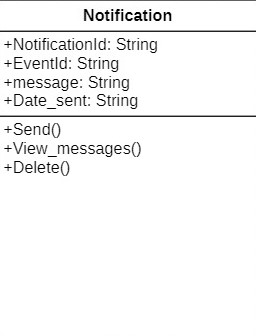 Notification
+NotificationId: String
+EventId: String
+message: String
+Date_sent: String
+Send()
+View_messages()
+Delete()